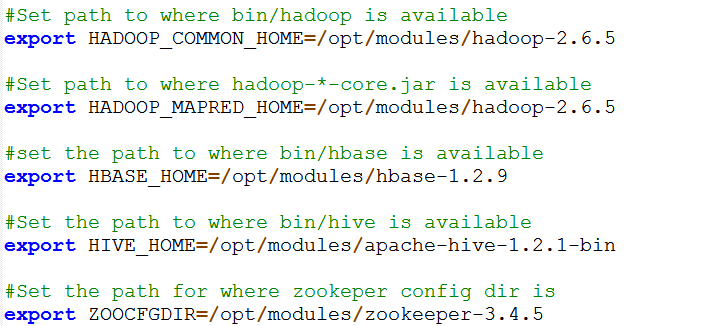 #Set path to where bin/hadoop is available
export HADOOP_COMMON_HOME=/opt/modules/hadoop-2.6.5
#Set path to where hadoop-*-core.jar is available
export HADOOP_MAPRED_HOME=/opt/modules/hadoop-2.6.5
#set the path to where bin/hbase is available
export HBASE_HOME=/opt/modules/hbase-1.2.9
#Set the path to where bin/hive is available
export HIVE_HOME=/opt/modules/apache-hive-1.2.1-bin
#Set the path for where zookeper config dir is
export ZOOCFGDIR=/opt/modules/zookeeper-3.4.5